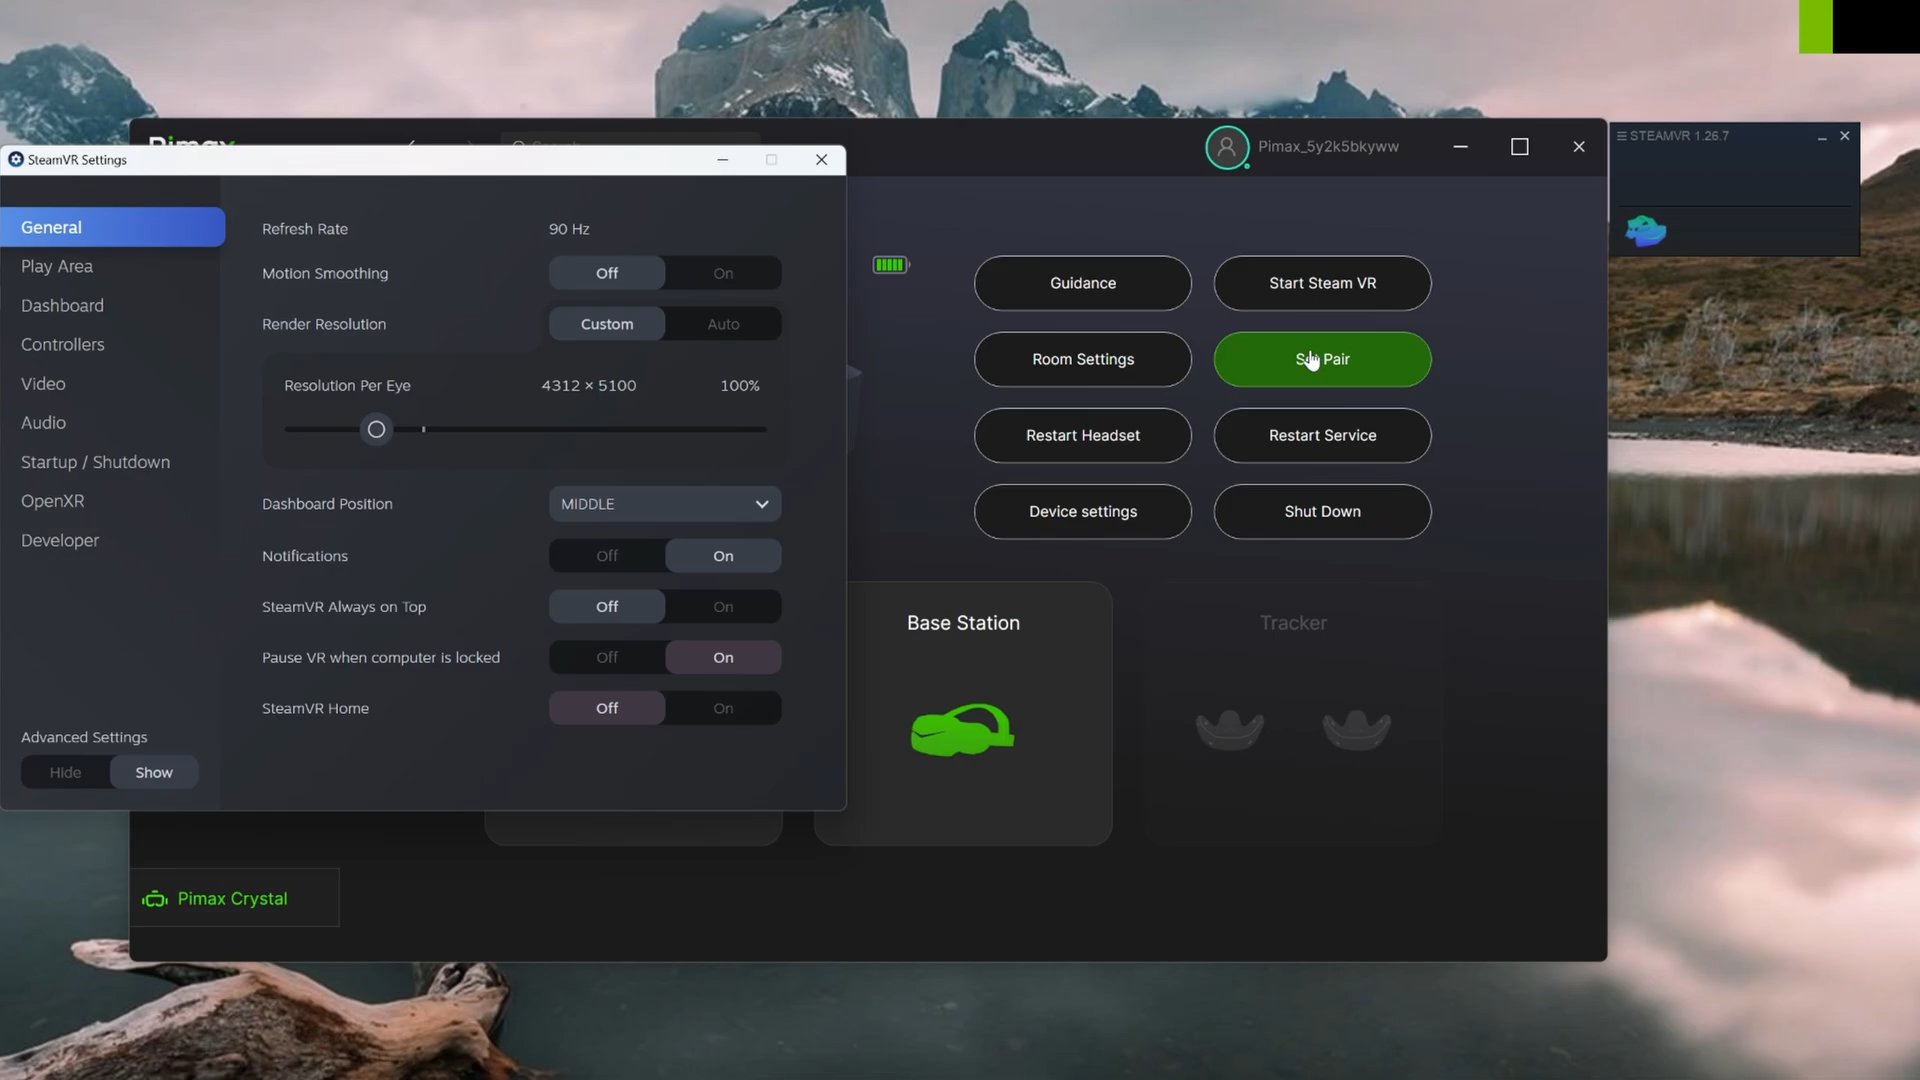 Pimax
Pimax_5y2k5bkyww
STEAMVR 1.26.7
SteamVR Settings
General
Play Area
Dashboard
Controllers
Video
Audio
Startup / Shutdown
OpenXR
Developer
Advanced Settings
Hide Show
Refresh Rate 90 Hz
Motion Smoothing Off On
Render Resolution Custom Auto
Resolution Per Eye 4312 × 5100 100%
Dashboard Position MIDDLE
Notifications Off On
SteamVR Always on Top Off On
Pause VR when computer is locked Off On
SteamVR Home Off On
Guidance Start Steam VR
Room Settings Pair
Restart Headset Restart Service
Device settings Shut Down
Base Station
Tracker
Pimax Crystal